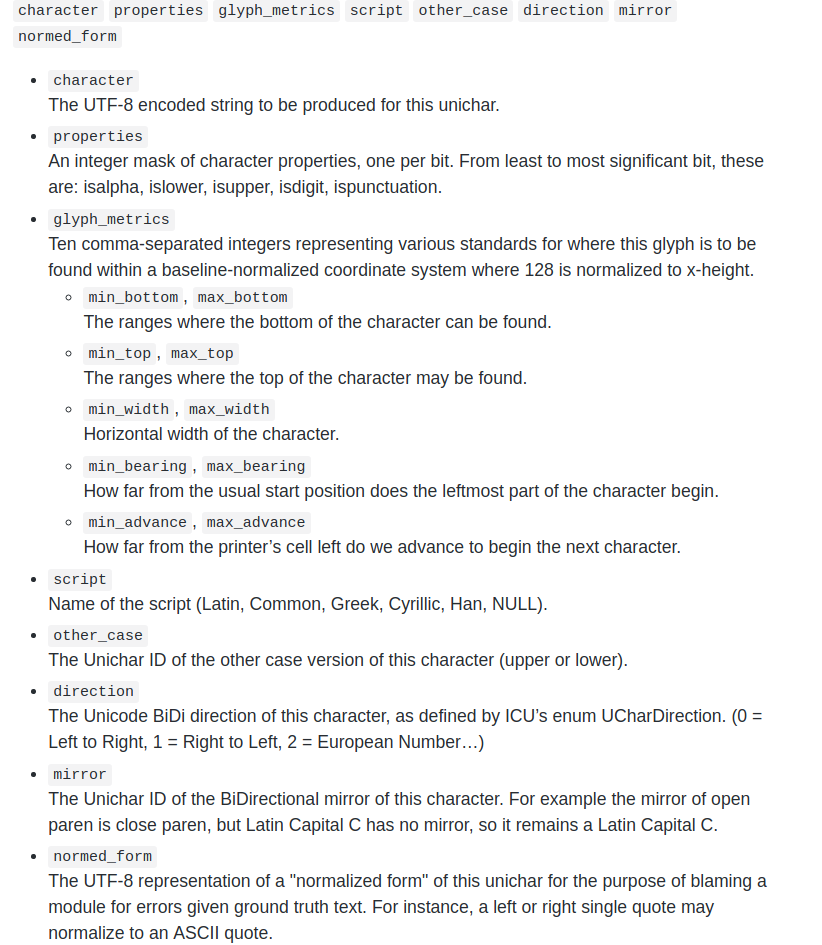 character properties glyph_metrics script other_case direction mirror
normed_form
character
The UTF-8 encoded string to be produced for this unichar.
properties
An integer mask of character properties, one per bit. From least to most significant bit, these
are: isalpha, islower, isupper, isdigit, ispunctuation.
glyph_metrics
Ten comma-separated integers representing various standards for where this glyph is to be
found within a baseline-normalized coordinate system where 128 is normalized to x-height.
min_bottom, max_bottom
The ranges where the bottom of the character can be found.
min_top, max_top
The ranges where the top of the character may be found.
min_width, max_width
Horizontal width of the character.
min_bearing, max_bearing
How far from the usual start position does the leftmost part of the character begin.
min_advance, max_advance
How far from the printer’s cell left do we advance to begin the next character.
script
Name of the script (Latin, Common, Greek, Cyrillic, Han, NULL).
other_case
The Unichar ID of the other case version of this character (upper or lower).
direction
The Unicode BiDi direction of this character, as defined by ICU’s enum UCharDirection. (0 =
Left to Right, 1 = Right to Left, 2 = European Number…)
mirror
The Unichar ID of the BiDirectional mirror of this character. For example the mirror of open
paren is close paren, but Latin Capital C has no mirror, so it remains a Latin Capital C.
normed_form
The UTF-8 representation of a "normalized form" of this unichar for the purpose of blaming a
module for errors given ground truth text. For instance, a left or right single quote may
normalize to an ASCII quote.